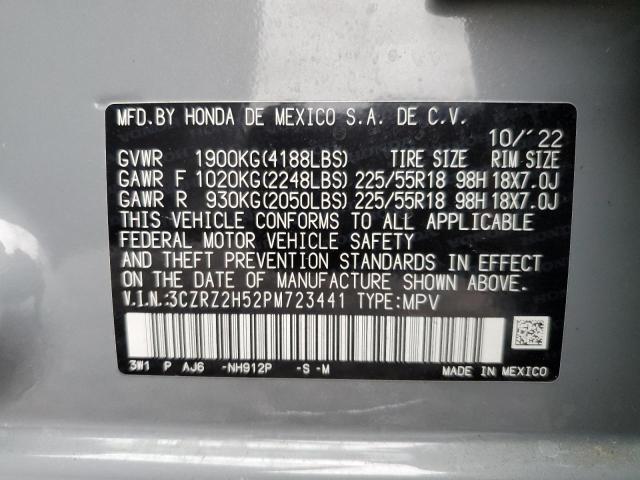 MFD.BY HONDA DE MEXICO S.A. DE C.V.
10/'22
GVWR 1900KG(4188LBS) TIRE SIZE RIM SIZE
GAWR F 1020KG(2248LBS) 225/55R18 98H 18X7.0J
GAWR R 930KG(2050LBS) 225/55R18 98H 18X7.0J
THIS VEHICLE CONFORMS TO ALL APPLICABLE
FEDERAL MOTOR VEHICLE SAFETY
AND THEFT PREVENTION STANDARDS IN EFFECT
ON THE DATE OF MANUFACTURE SHOWN ABOVE.
V.I.N.:3CZRZ2H52PM723441 TYPE:MPV
3W1 P AJ6 -NH912P -S -M MADE IN MEXICO